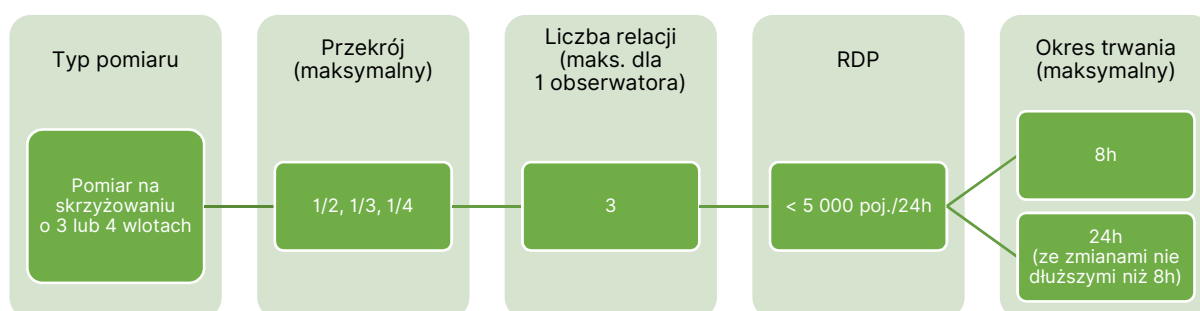 Typ pomiaru
Przekrój
(maksymalny)
Liczba relacji
(maks. dla
1 obserwatora)
RDP
Okres trwania
(maksymalny)
Pomiar na
skrzyżowaniu
o 3 lub 4 wlotach
1/2, 1/3, 1/4
3
< 5 000 poj./24h
8h
24h
(ze zmianami nie
dłuższymi niż 8h)